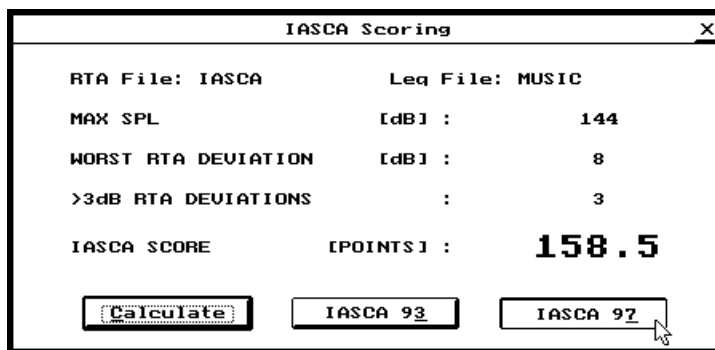 IASCA Scoring X
RTA File: IASCA Leq File: MUSIC
MAX SPL [dB] : 144
WORST RTA DEVIATION [dB] : 8
>3dB RTA DEVIATIONS : 3
IASCA SCORE [POINTS] : 158.5
Calculate IASCA 93 IASCA 97